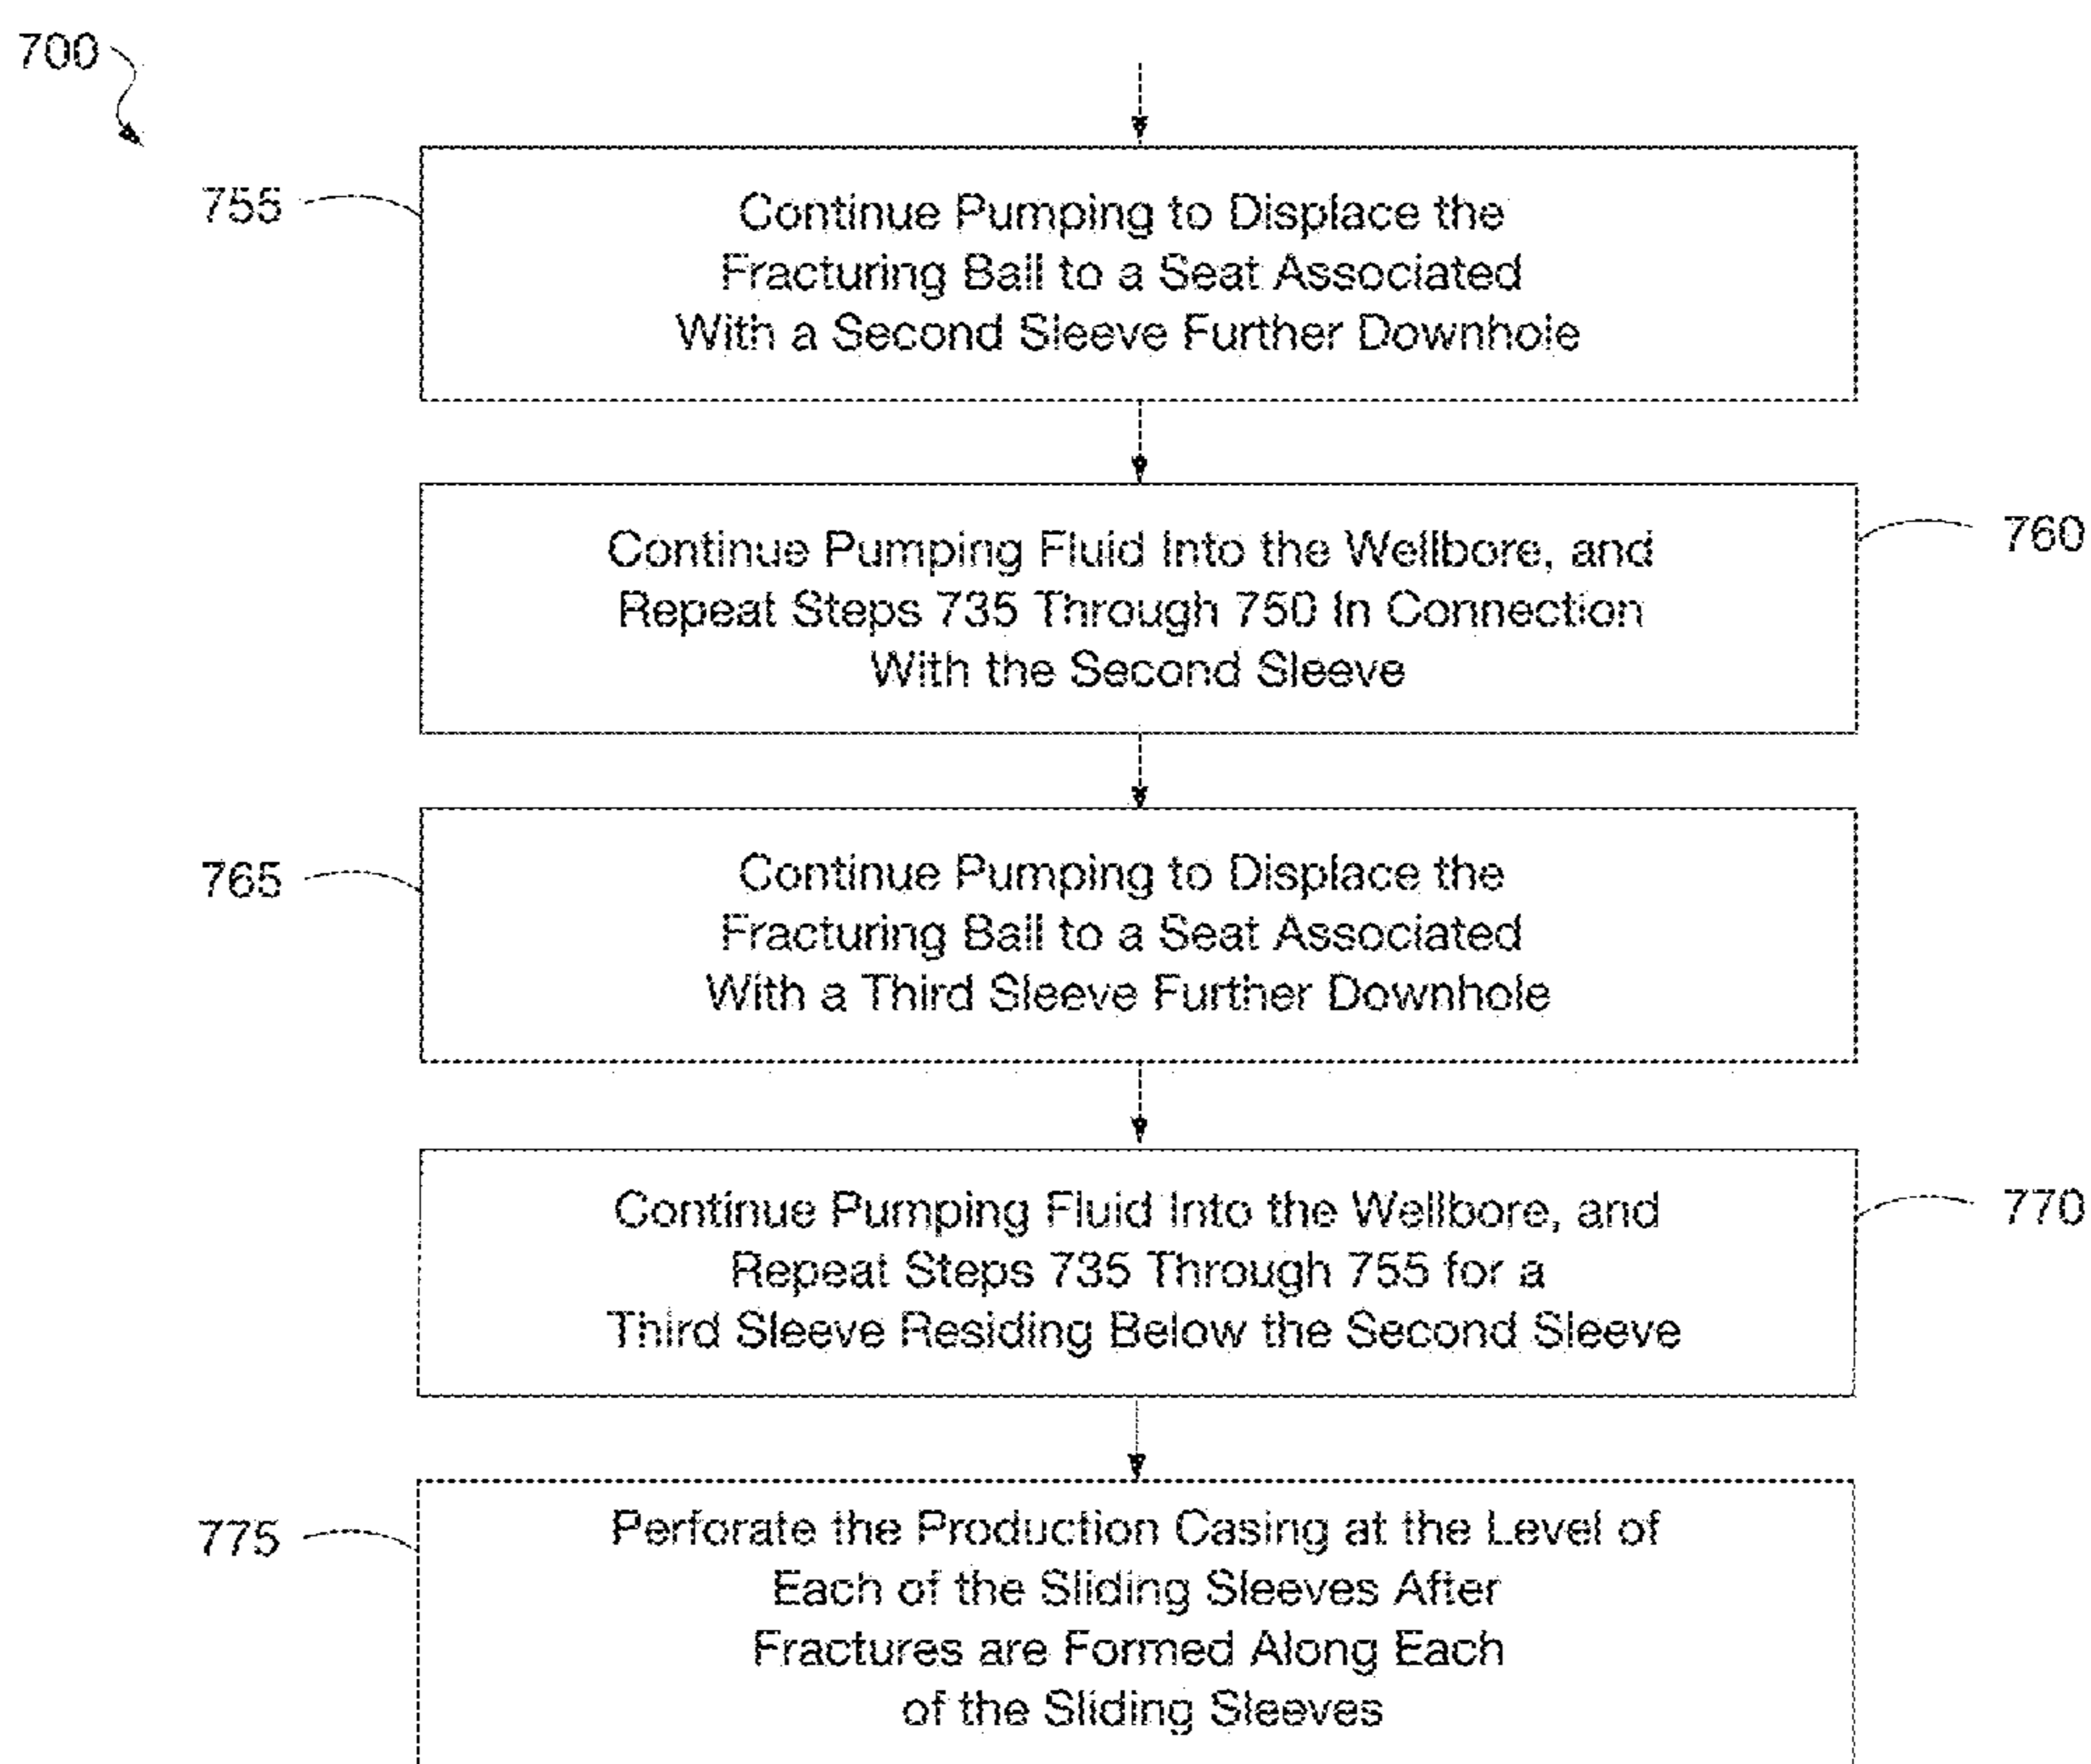 700
755
Continue Pumping to Displace the
Fracturing Ball to a Seat Associated
With a Second Sleeve Further Downhole
760
Continue Pumping Fluid Into the Wellbore, and
Repeat Steps 735 Through 750 In Connection
With the Second Sleeve
765
Continue Pumping to Displace the
Fracturing Ball to a Seat Associated
With a Third Sleeve Further Downhole
770
Continue Pumping Fluid Into the Wellbore, and
Repeat Steps 735 Through 755 for a
Third Sleeve Residing Below the Second Sleeve
775
Perforate the Production Casing at the Level of
Each of the Sliding Sleeves After
Fractures are Formed Along Each
of the Sliding Sleeves